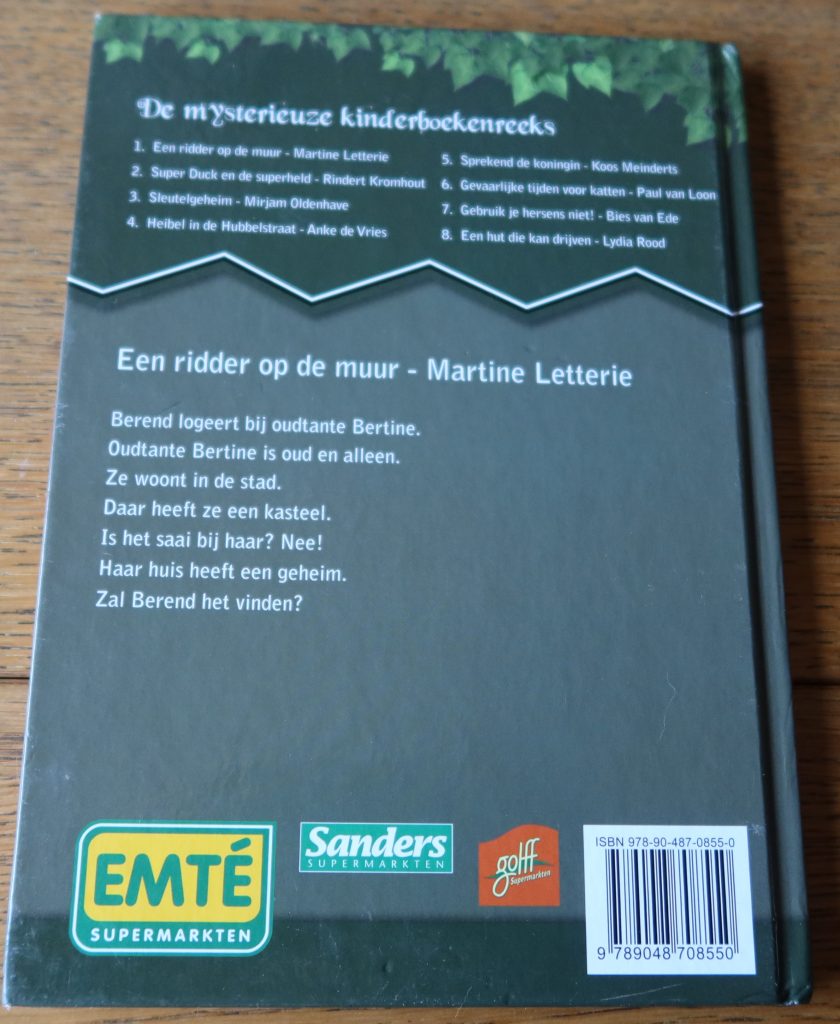 De mysterieuze kinderboekenreeks
1. Een ridder op de muur - Martine Letterie
2. Super Duck en de superheld - Rindert Kromhout
3. Sleutelgeheim - Mirjam Oldenhave
4. Heibel in de Hubbelstraat - Anke de Vries
5. Sprekend de koningin - Koos Meinderts
6. Gevaarlijke tijden voor katten - Paul van Loon
7. Gebruik je hersens niet! - Bies van Ede
8. Een hut die kan drijven - Lydia Rood
Een ridder op de muur - Martine Letterie
Berend logeert bij oudtante Bertine.
Oudtante Bertine is oud en alleen.
Ze woont in de stad.
Daar heeft ze een kasteel.
Is het saai bij haar? Nee!
Haar huis heeft een geheim.
Zal Berend het vinden?
EMTÉ
SUPERMARKTEN
Sanders
SUPERMARKTEN
golff
Supermarkten
ISBN 978-90-487-0855-0
9 789048 708550